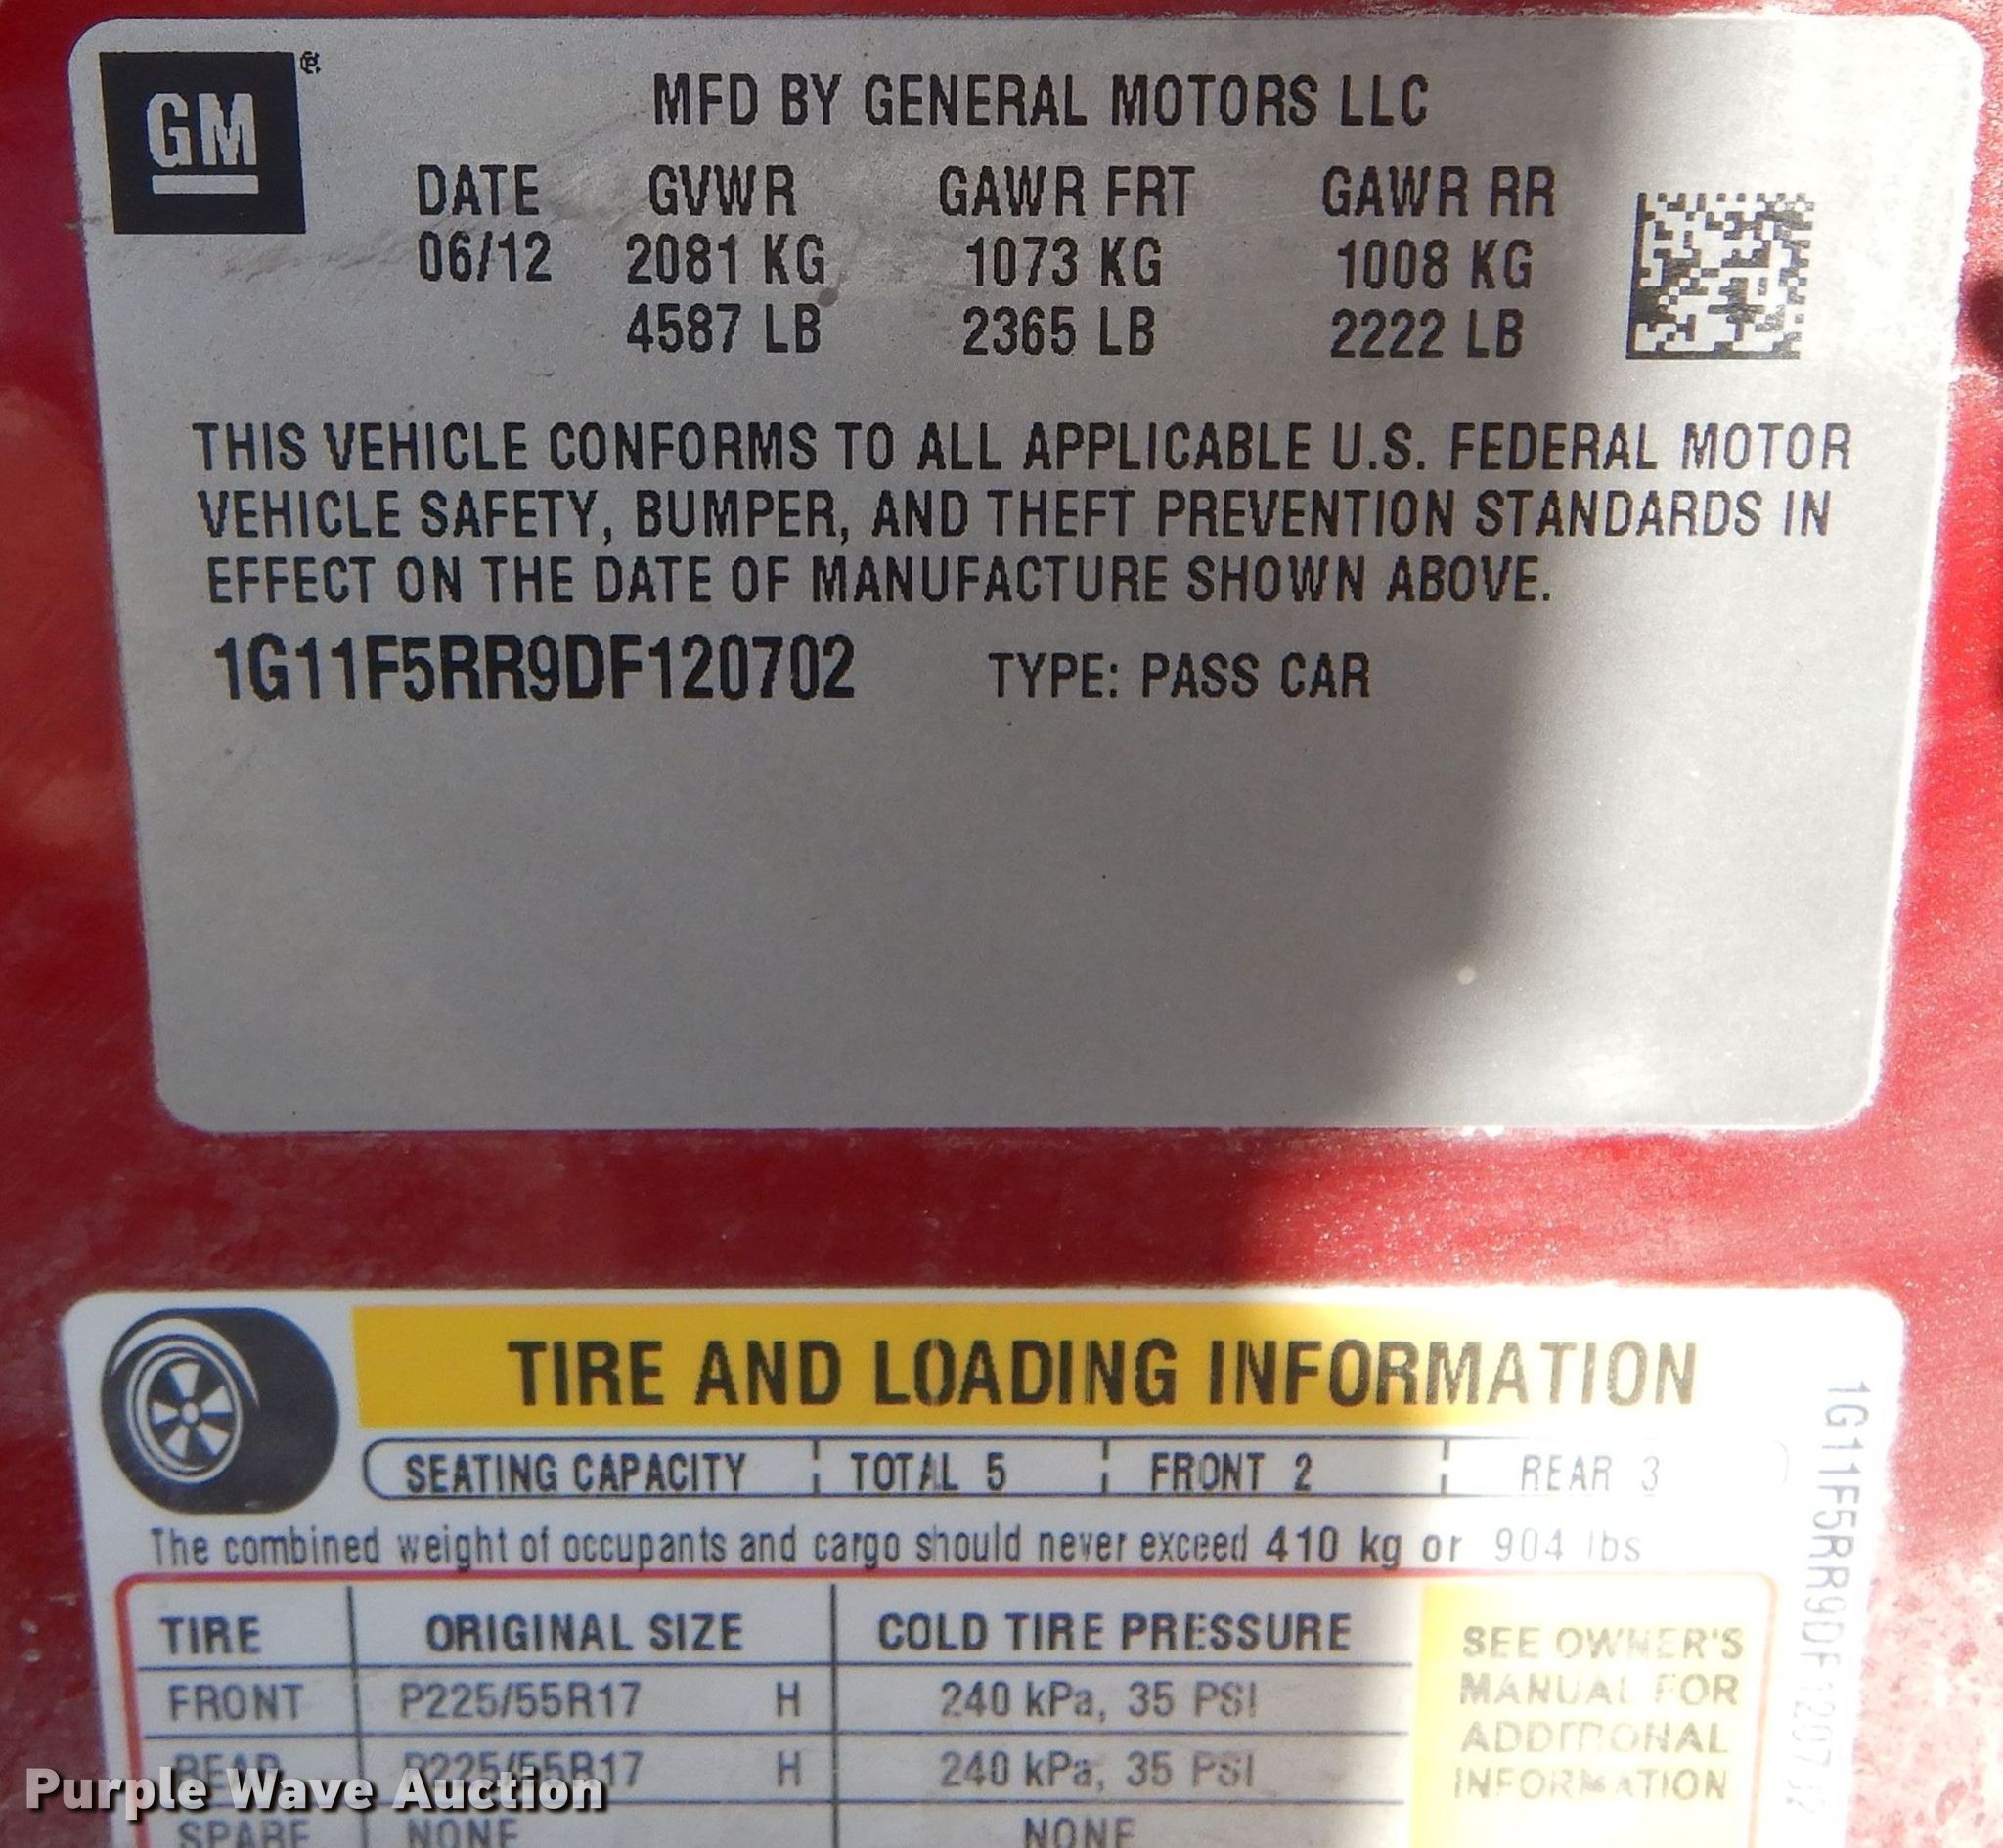 GM
MFD BY GENERAL MOTORS LLC
DATE GVWR GAWR FRT GAWR RR
06/12 2081 KG 1073 KG 1008 KG
4587 LB 2365 LB 2222 LB
THIS VEHICLE CONFORMS TO ALL APPLICABLE U.S. FEDERAL MOTOR
VEHICLE SAFETY, BUMPER, AND THEFT PREVENTION STANDARDS IN
EFFECT ON THE DATE OF MANUFACTURE SHOWN ABOVE.
1G11F5RR9DF120702 TYPE: PASS CAR
TIRE AND LOADING INFORMATION
SEATING CAPACITY TOTAL 5 FRONT 2 REAR 3
The combined weight of occupants and cargo should never exceed 410 kg or 904 lbs
TIRE ORIGINAL SIZE COLD TIRE PRESSURE
FRONT P225/55R17 H 240 kPa, 35 PSI
REAR P225/55R17 H 240 kPa, 35 PSI
SPARE NONE NONE
SEE OWNER'S
MANUAL FOR
ADDITIONAL
INFORMATION
1G11F5RR9DF120702
Purple Wave Auction